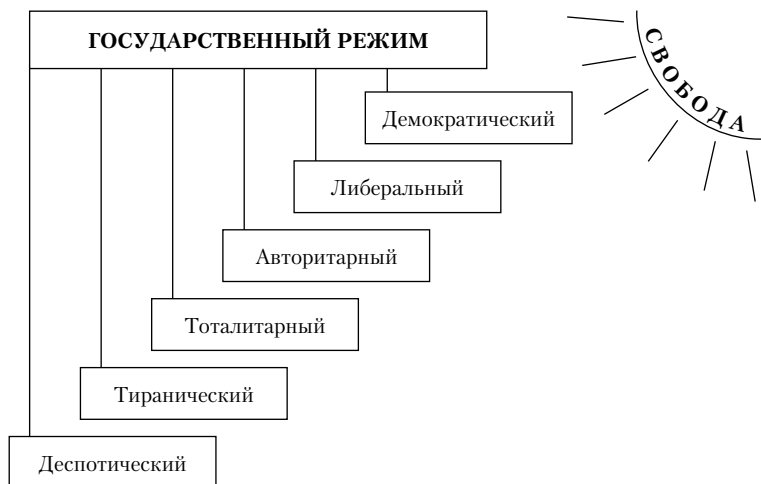 ГОСУДАРСТВЕННЫЙ РЕЖИМ
СВОБОДА
Демократический
Либеральный
Авторитарный
Тоталитарный
Тиранический
Деспотический